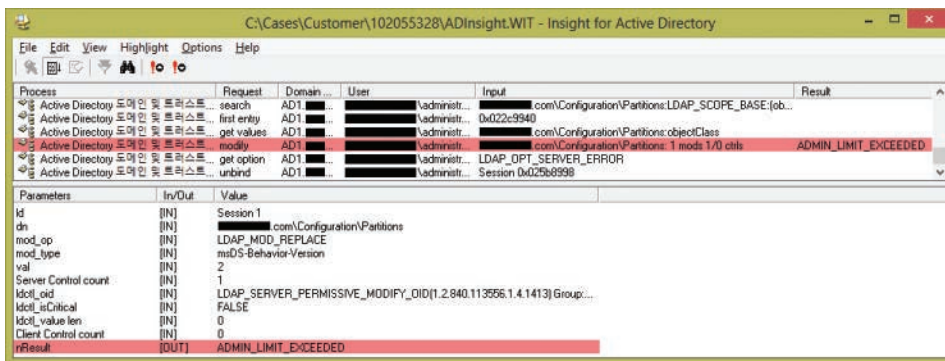 C:\Cases\Customer\102055328\ADInsight.WIT - Insight for Active Directory
File Edit View Highlight Options Help
Process Request Domain ... User Input Result
Active Directory 도메인 및 트러스트... search AD1. ... \administr... .com\Configuration\Partitions:LDAP_SCOPE_BASE:[ob...
Active Directory 도메인 및 트러스트... first entry AD1. ... \administr... 0x022c9940
Active Directory 도메인 및 트러스트... get values AD1. ... \administr... .com\Configuration\Partitions:objectClass
Active Directory 도메인 및 트러스트... modify AD1. ... \administr... .com\Configuration\Partitions: 1 mods 1/0 ctrls ADMIN_LIMIT_EXCEEDED
Active Directory 도메인 및 트러스트... get option AD1. ... \administr... LDAP_OPT_SERVER_ERROR
Active Directory 도메인 및 트러스트... unbind AD1. ... \administr... Session 0x025b8998
Parameters In/Out Value
ld [IN] Session 1
dn [IN] .com\Configuration\Partitions
mod_op [IN] LDAP_MOD_REPLACE
mod_type [IN] msDS-Behavior-Version
val [IN] 2
Server Control count [IN] 1
ldctl_oid [IN] LDAP_SERVER_PERMISSIVE_MODIFY_OID(1.2.840.113556.1.4.1413) Group:...
ldctl_isCritical [IN] FALSE
ldctl_value len [IN] 0
Client Control count [IN] 0
nResult [OUT] ADMIN_LIMIT_EXCEEDED